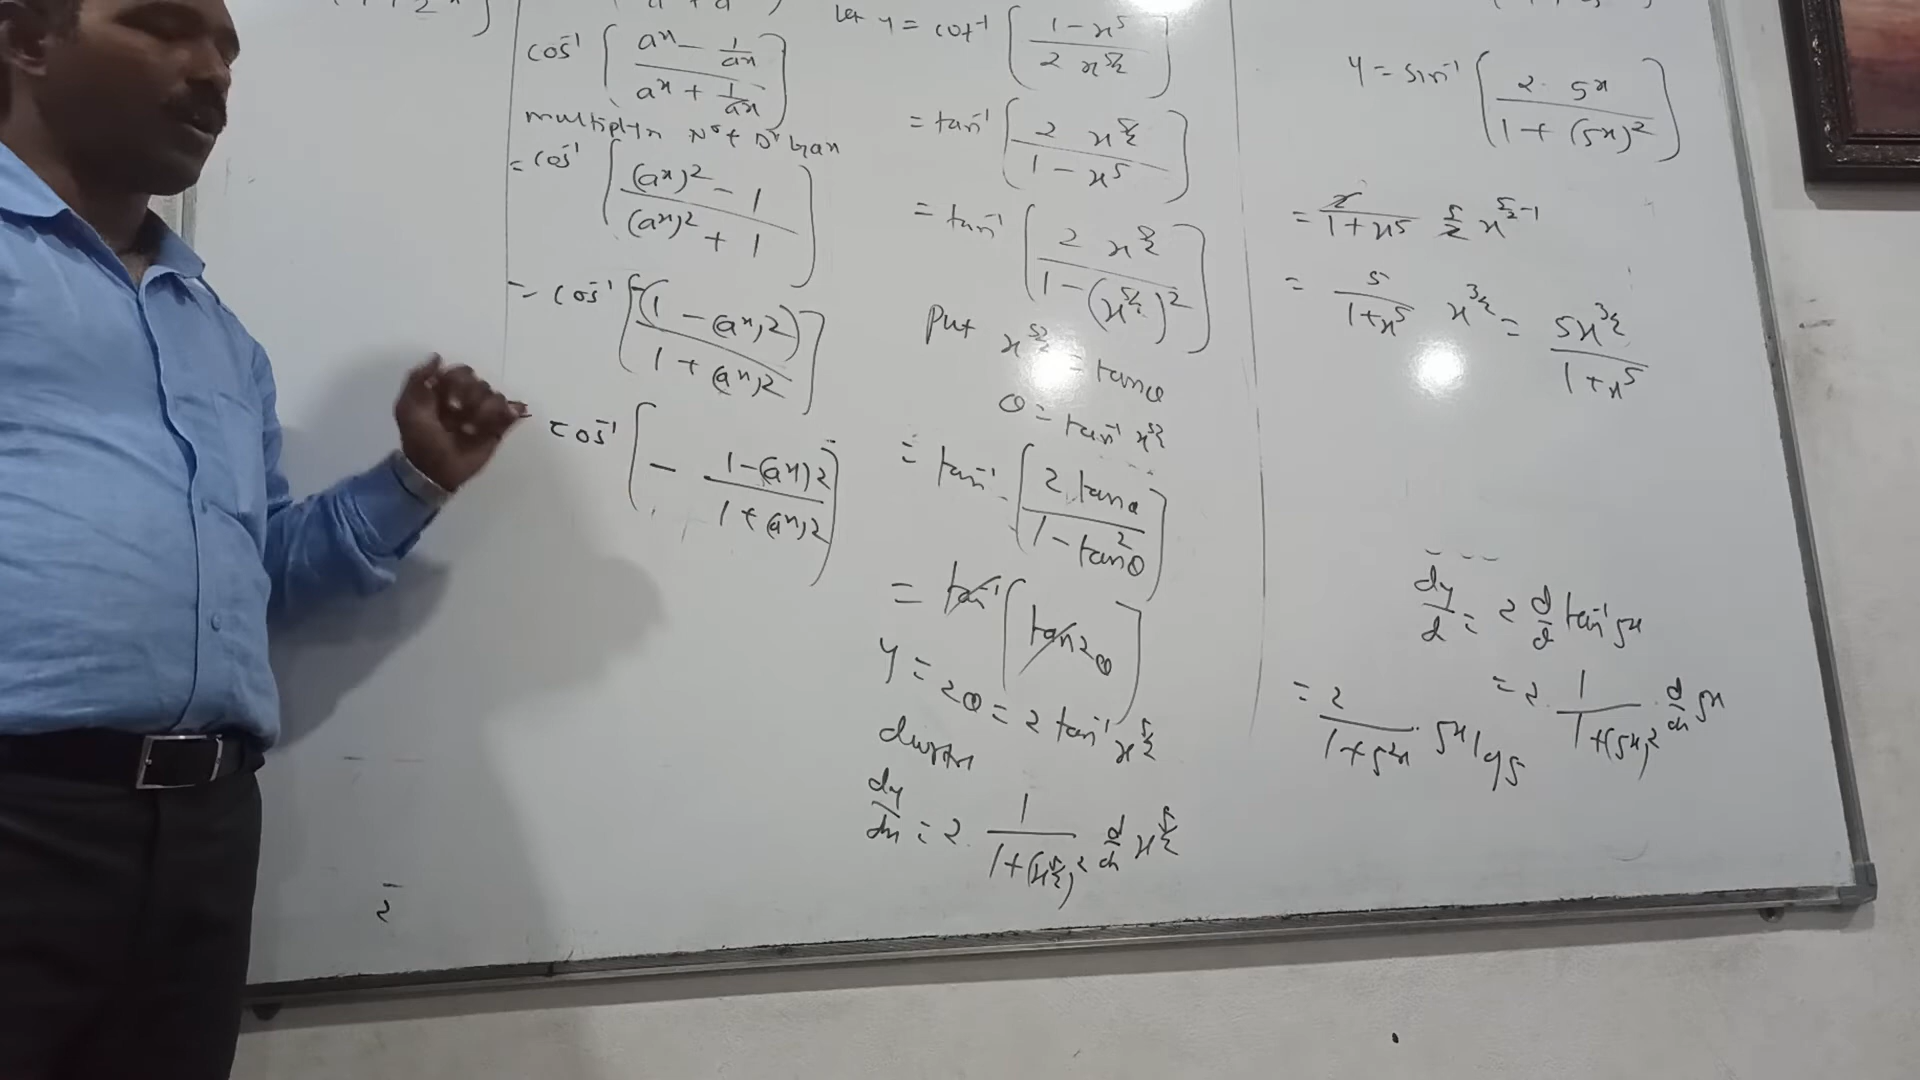 cos⁻¹ [ (aˣ − 1/aˣ) / (aˣ + 1/aˣ) ]
multiply Nʳ & Dʳ by aˣ
= cos⁻¹ [ ((aˣ)² − 1) / ((aˣ)² + 1) ]
= cos⁻¹ [ −(1 − (aˣ)²) / (1 + (aˣ)²) ]
= cos⁻¹ [ − (1 − (aˣ)²) / (1 + (aˣ)²) ]
Let y = cot⁻¹ [ (1 − x⁵) / (2 x^(5/2)) ]
= tan⁻¹ [ (2 x^(5/2)) / (1 − x⁵) ]
= tan⁻¹ [ (2 x^(5/2)) / (1 − (x^(5/2))²) ]
Put x^(5/2) = tanθ
θ = tan⁻¹ x^(5/2)
= tan⁻¹ [ (2 tanθ) / (1 − tan²θ) ]
= tan⁻¹ [ tan 2θ ]
y = 2θ = 2 tan⁻¹ x^(5/2)
dwrtx
dy/dx = 2 · 1 / (1 + (x^(5/2))²) d/dx x^(5/2)
y = sin⁻¹ [ (2 · 5ˣ) / (1 + (5ˣ)²) ]
= 2 / (1 + x⁵) 5/2 x^(5/2 − 1)
= 5 / (1 + x⁵) x^(3/2) = 5x^(3/2) / (1 + x⁵)
dy/d = 2 d/d tan⁻¹ 5ˣ
= 2 · 1 / (1 + (5ˣ)²) · d/dx 5ˣ
= 2 / (1 + 5²ˣ) · 5ˣ log 5